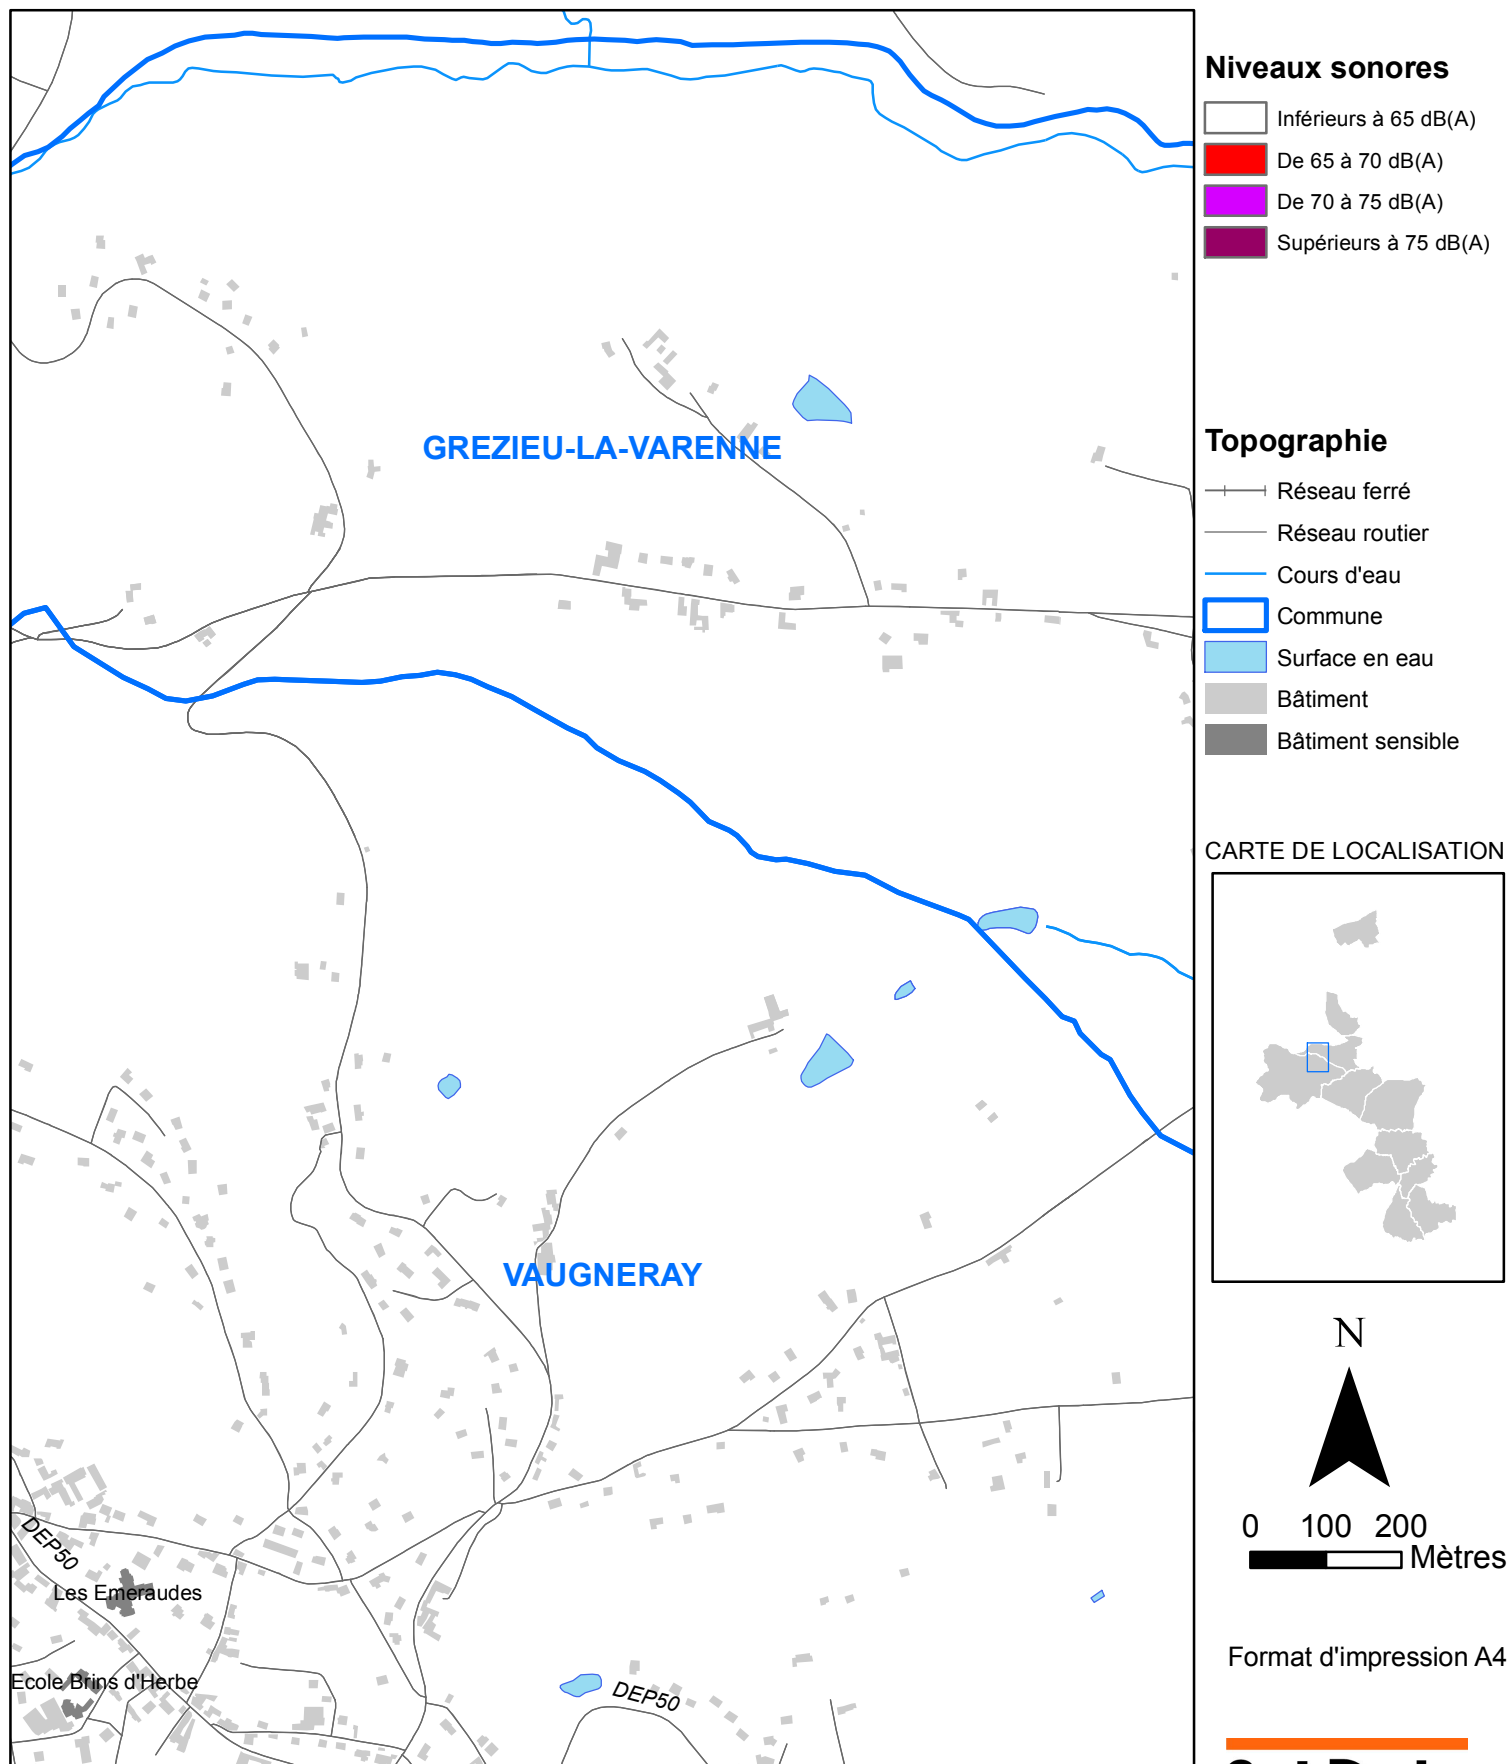 GREZIEU-LA-VARENNE
VAUGNERAY
DEP50
Les Emeraudes
Ecole Brins d'Herbe
DEP50
Niveaux sonores
Inférieurs à 65 dB(A)
De 65 à 70 dB(A)
De 70 à 75 dB(A)
Supérieurs à 75 dB(A)
Topographie
Réseau ferré
Réseau routier
Cours d'eau
Commune
Surface en eau
Bâtiment
Bâtiment sensible
CARTE DE LOCALISATION
N
0 100 200
Mètres
Format d'impression A4